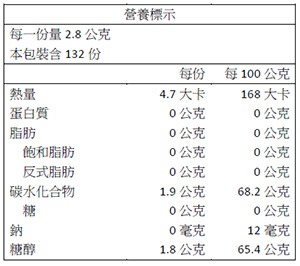 營養標示
每一份量 2.8 公克
本包裝含 132 份
每份 每 100 公克
熱量 4.7 大卡 168 大卡
蛋白質 0 公克 0 公克
脂肪 0 公克 0 公克
飽和脂肪 0 公克 0 公克
反式脂肪 0 公克 0 公克
碳水化合物 1.9 公克 68.2 公克
糖 0 公克 0 公克
鈉 0 毫克 12 毫克
糖醇 1.8 公克 65.4 公克